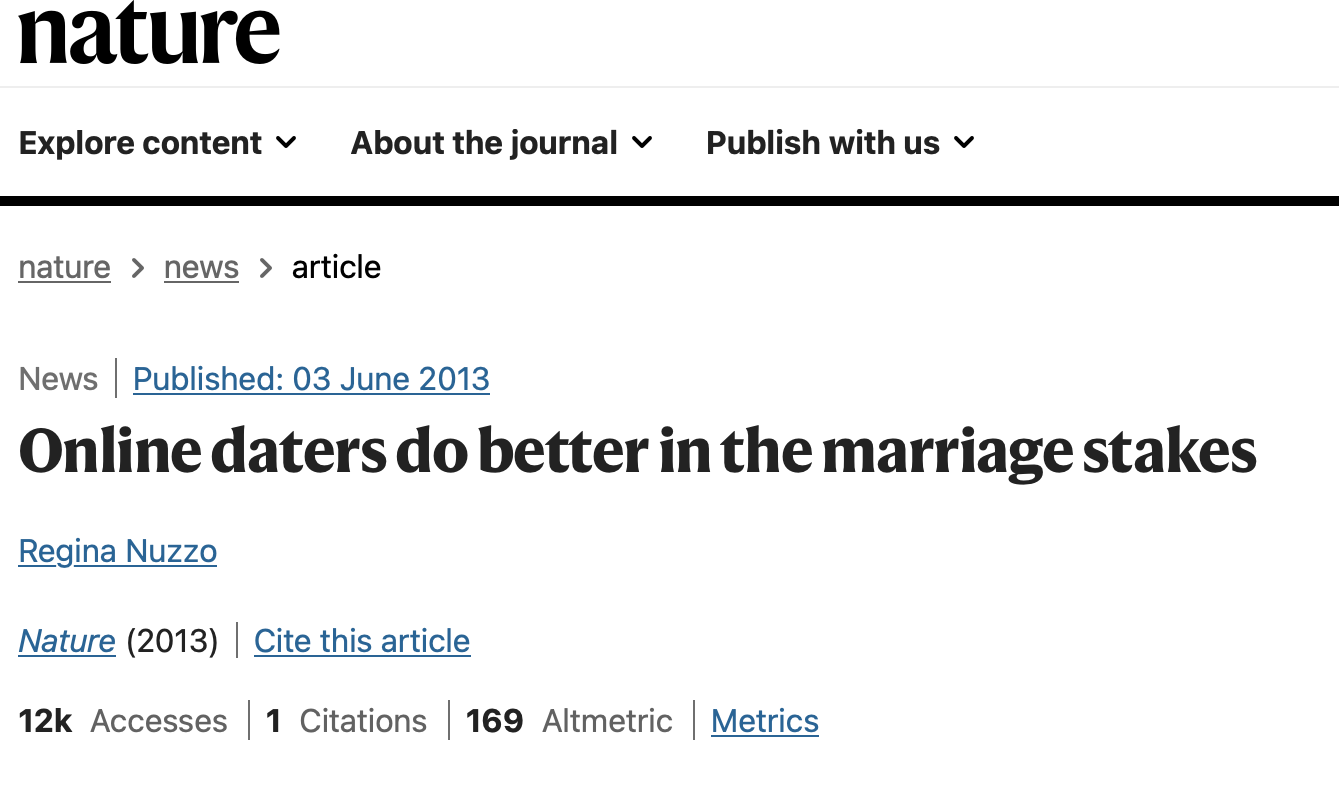 nature
Explore content About the journal Publish with us
nature > news > article
News | Published: 03 June 2013
Online daters do better in the marriage stakes
Regina Nuzzo
Nature (2013) | Cite this article
12k Accesses | 1 Citations | 169 Altmetric | Metrics